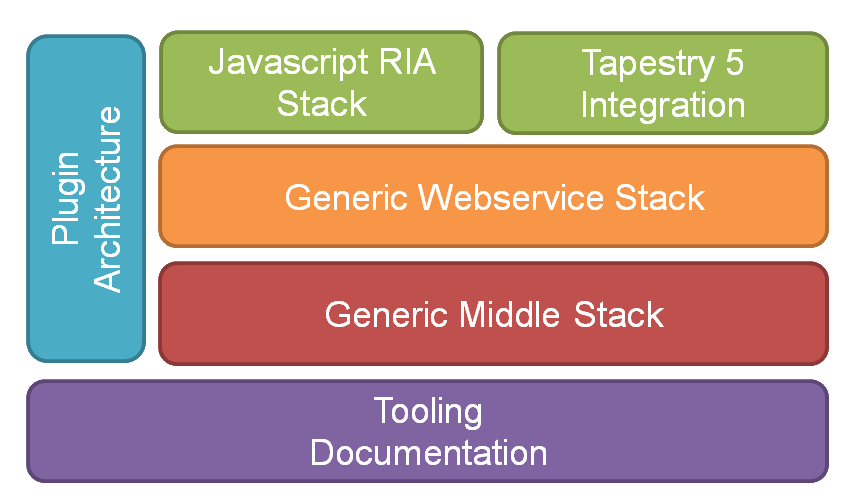 Plugin
Architecture
Javascript RIA
Stack
Tapestry 5
Integration
Generic Webservice Stack
Generic Middle Stack
Tooling
Documentation